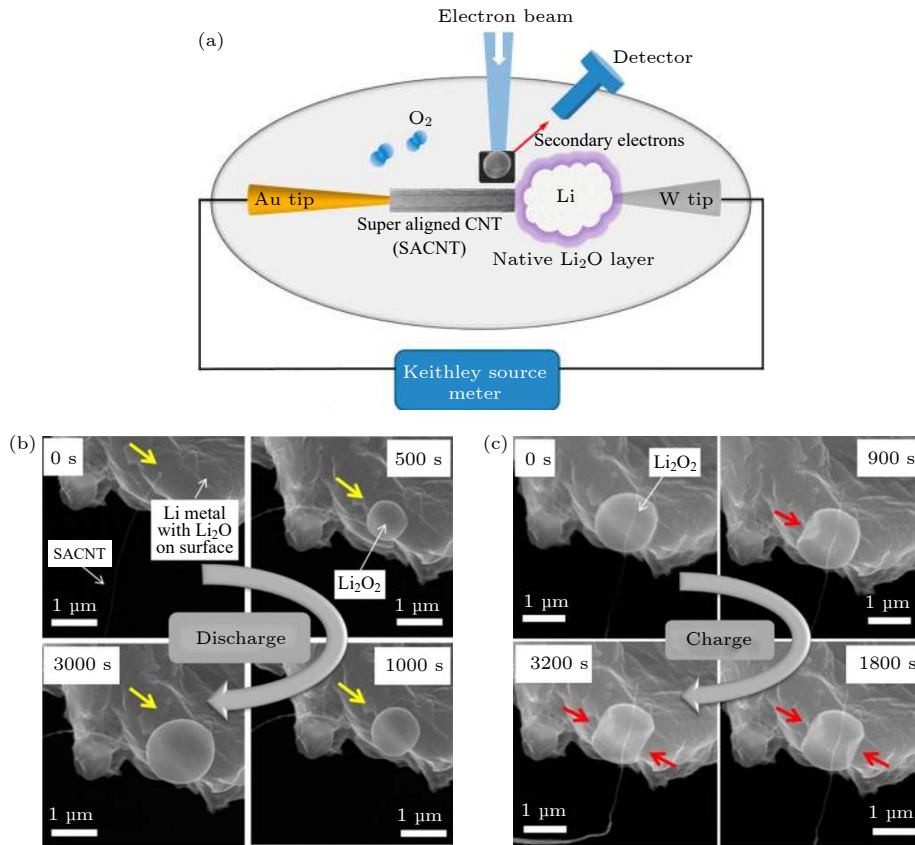 (a)
Electron beam
Detector
O₂
Secondary electrons
Au tip
Li
W tip
Super aligned CNT
(SACNT)
Native Li₂O layer
Keithley source
meter
(b)
0 s
500 s
Li metal
with Li₂O
on surface
SACNT
Li₂O₂
1 µm
1 µm
Discharge
3000 s
1000 s
1 µm
1 µm
(c)
0 s
Li₂O₂
900 s
1 µm
1 µm
Charge
3200 s
1800 s
1 µm
1 µm